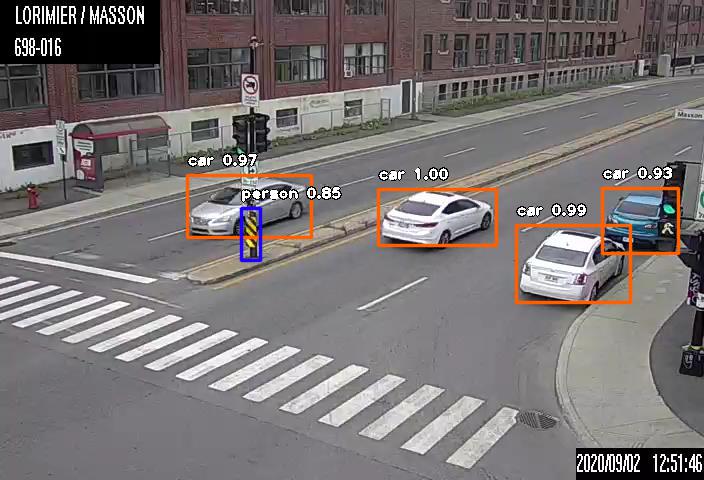 LORIMIER / MASSON
698-016
car 0.97
person 0.85
car 1.00
car 0.99
car 0.93
Masson
2020/09/02 12:51:46